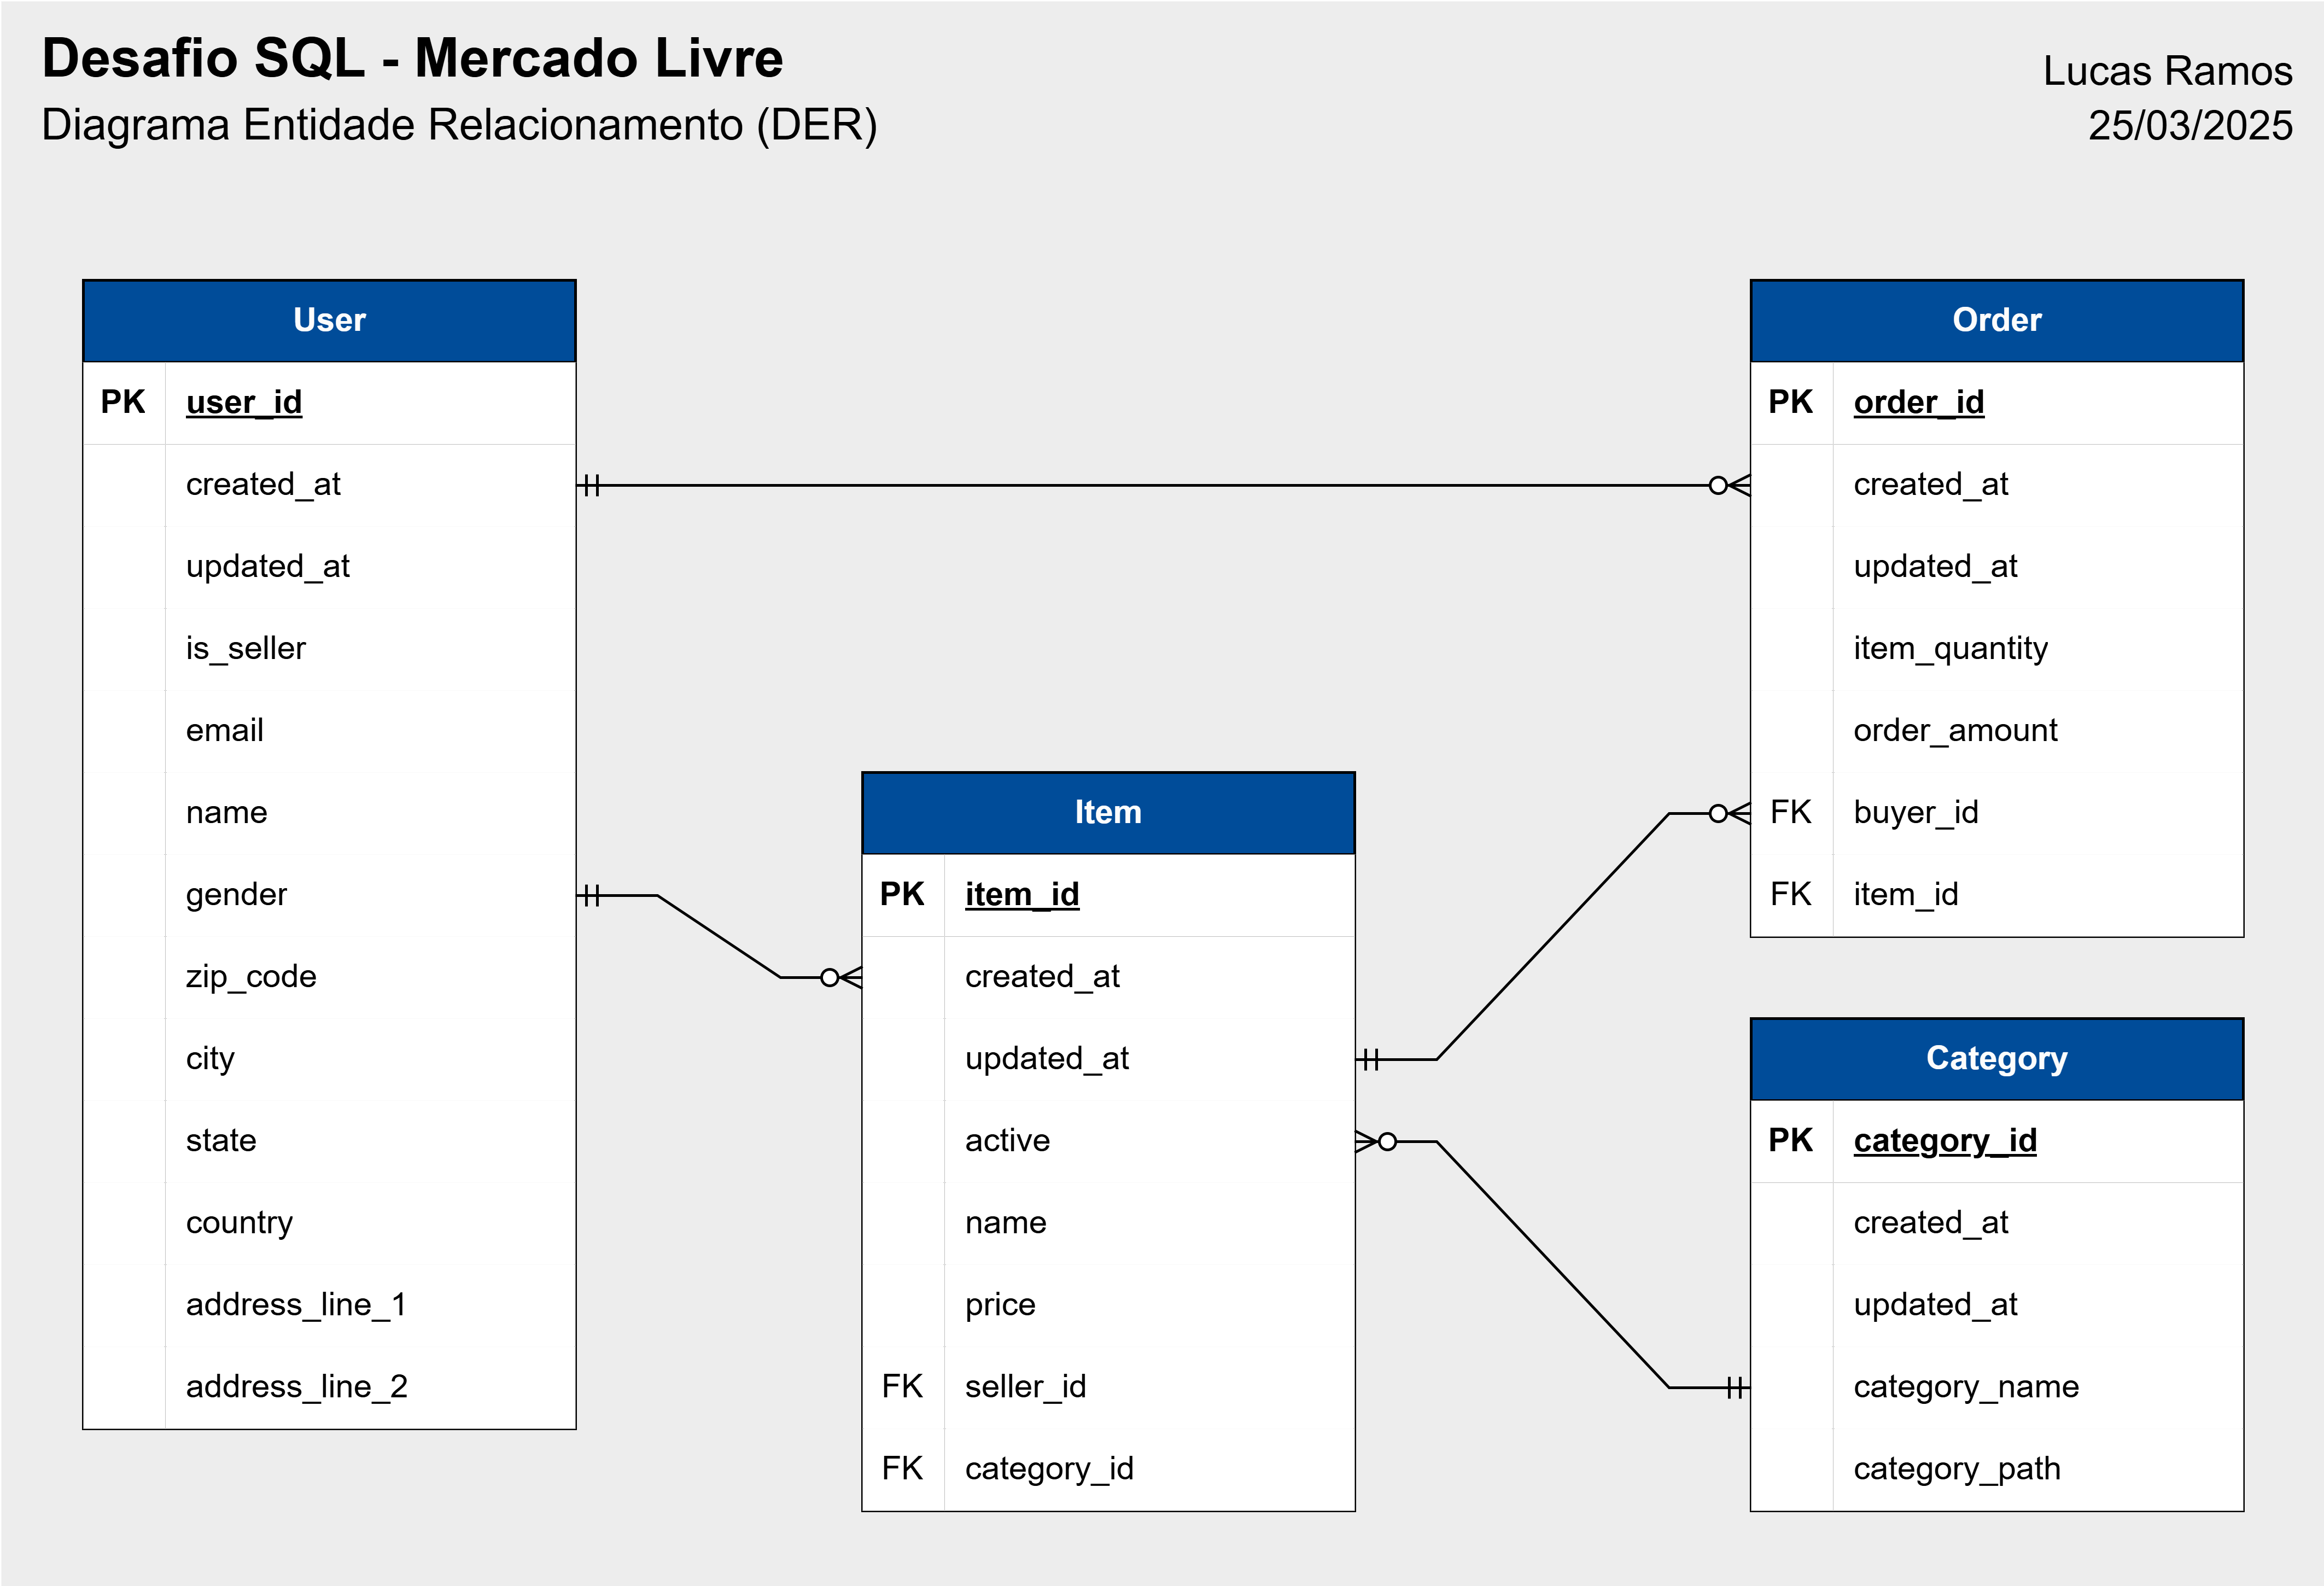 Desafio SQL - Mercado Livre
Diagrama Entidade Relacionamento (DER)
Lucas Ramos
25/03/2025
User
PK user_id
created_at
updated_at
is_seller
email
name
gender
zip_code
city
state
country
address_line_1
address_line_2
Item
PK item_id
created_at
updated_at
active
name
price
FK seller_id
FK category_id
Order
PK order_id
created_at
updated_at
item_quantity
order_amount
FK buyer_id
FK item_id
Category
PK category_id
created_at
updated_at
category_name
category_path